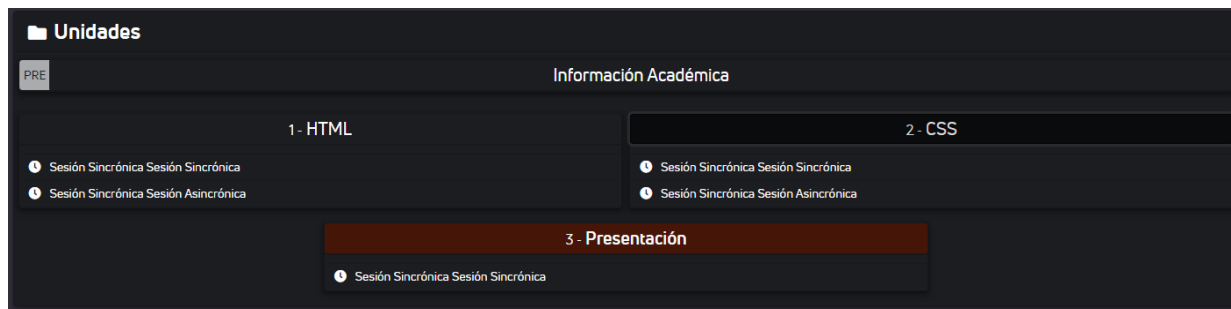 Unidades
PRE
Información Académica
1 - HTML
Sesión Sincrónica Sesión Sincrónica
Sesión Sincrónica Sesión Asincrónica
2 - CSS
Sesión Sincrónica Sesión Sincrónica
Sesión Sincrónica Sesión Asincrónica
3 - Presentación
Sesión Sincrónica Sesión Sincrónica